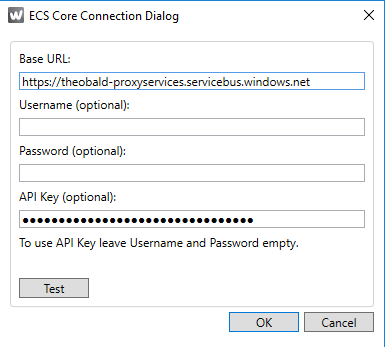 ECS Core Connection Dialog
Base URL:
https://theobald-proxyservices.servicebus.windows.net
Username (optional):
Password (optional):
API Key (optional):
●●●●●●●●●●●●●●●●●●●●●●●●●●●●●●●●
To use API Key leave Username and Password empty.
Test
OK Cancel